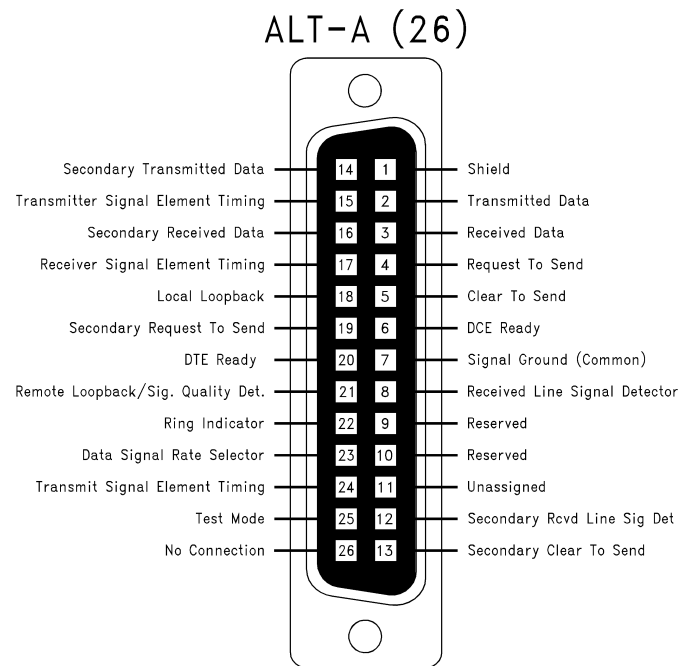 ALT-A (26)
Secondary Transmitted Data 14 1 Shield
Transmitter Signal Element Timing 15 2 Transmitted Data
Secondary Received Data 16 3 Received Data
Receiver Signal Element Timing 17 4 Request To Send
Local Loopback 18 5 Clear To Send
Secondary Request To Send 19 6 DCE Ready
DTE Ready 20 7 Signal Ground (Common)
Remote Loopback/Sig. Quality Det. 21 8 Received Line Signal Detector
Ring Indicator 22 9 Reserved
Data Signal Rate Selector 23 10 Reserved
Transmit Signal Element Timing 24 11 Unassigned
Test Mode 25 12 Secondary Rcvd Line Sig Det
No Connection 26 13 Secondary Clear To Send